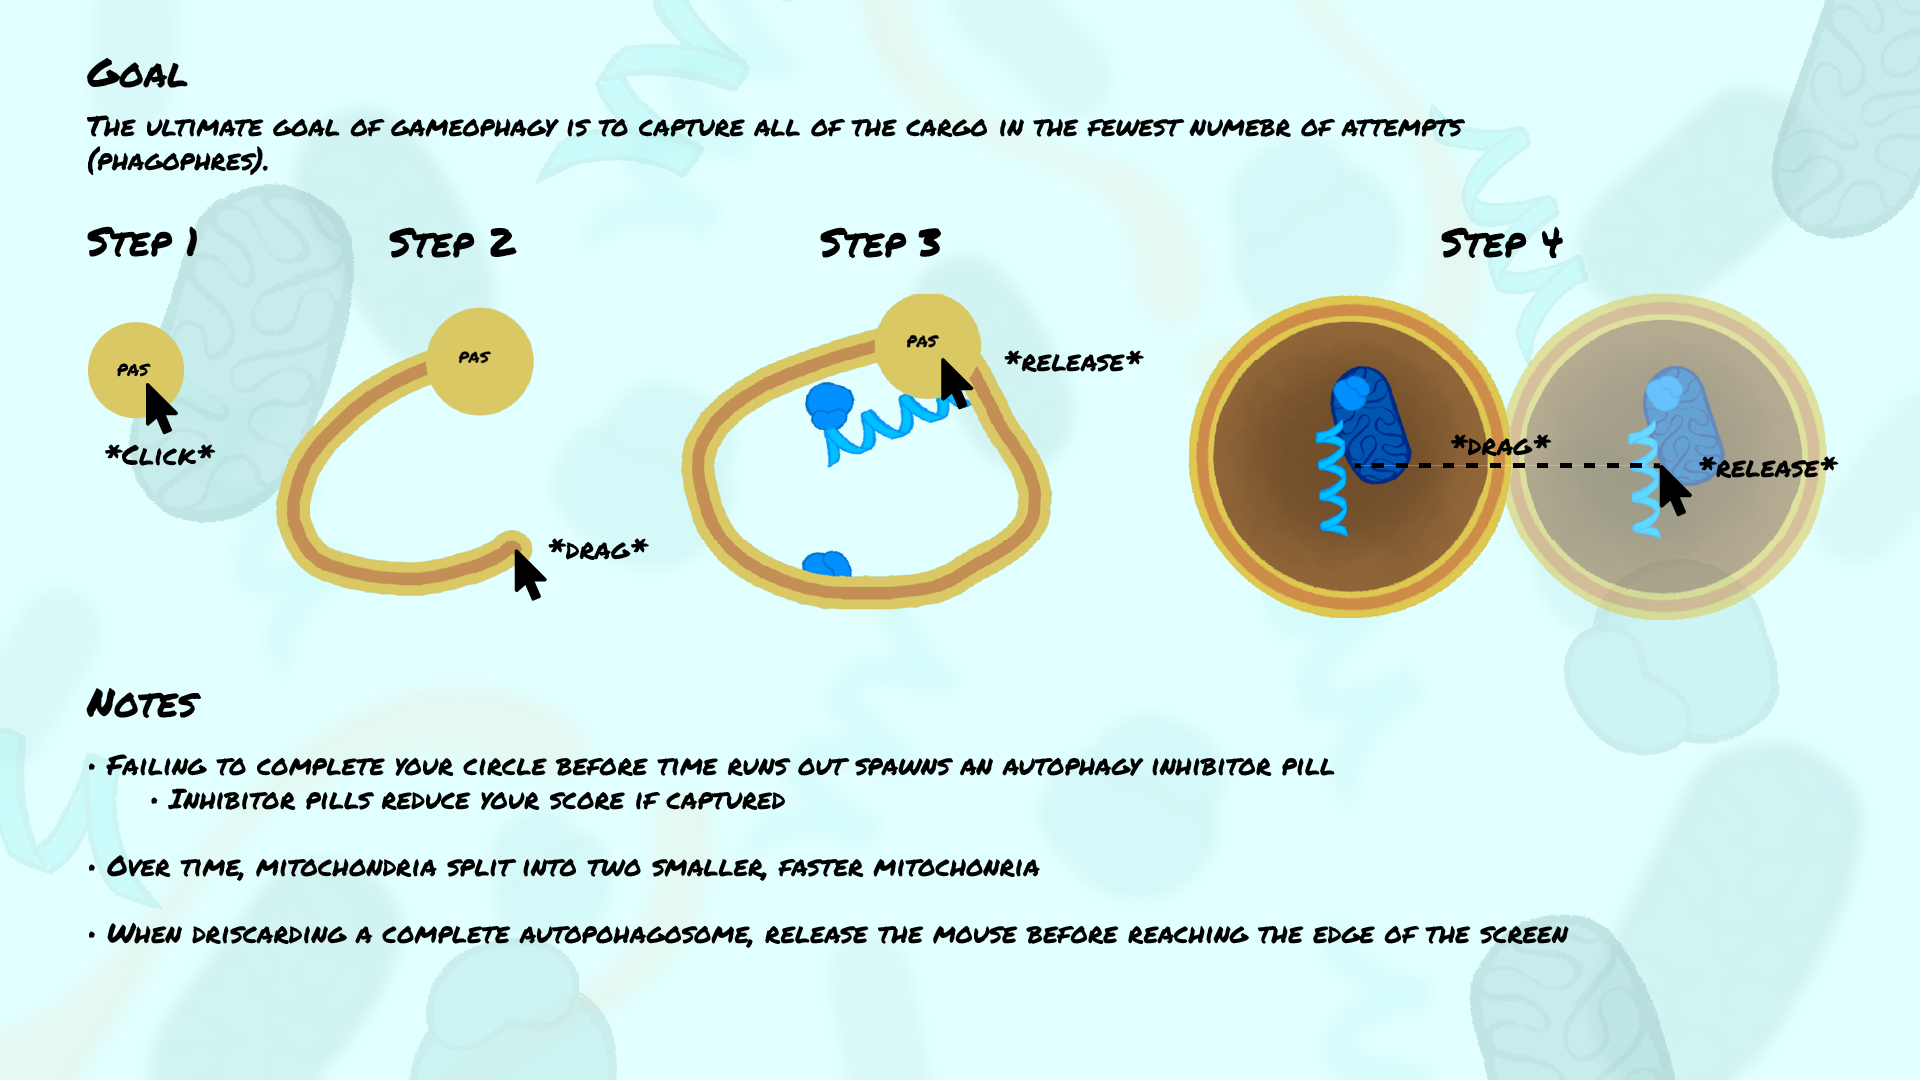 Goal
The ultimate goal of Gameophagy is to capture all of the cargo in the fewest numebr of attempts
(phagophres).
Step 1
Step 2
Step 3
Step 4
PAS
*Click*
PAS
*drag*
PAS
*release*
*drag*
*release*
Notes
• Failing to complete your circle before time runs out spawns an autophagy inhibitor pill
• Inhibitor pills reduce your score if captured
• Over time, mitochondria split into two smaller, faster mitochonria
• When driscarding a complete autopohagosome, release the mouse before reaching the edge of the screen